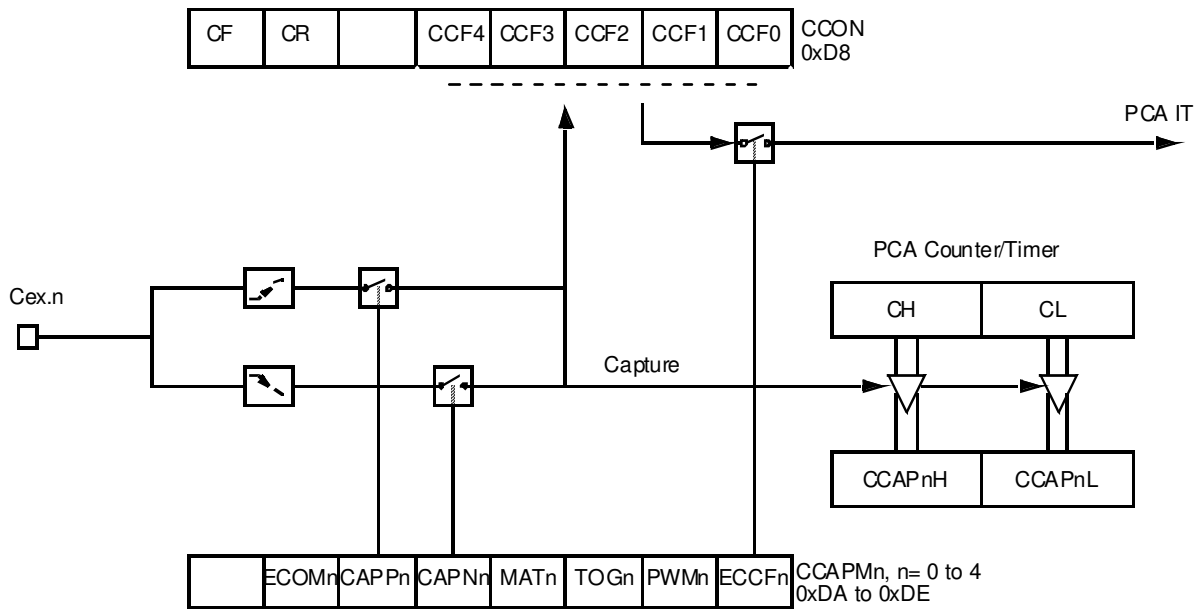 CF CR CCF4 CCF3 CCF2 CCF1 CCF0 CCON
0xD8
PCA IT
PCA Counter/Timer
Cex.n
CH CL
Capture
CCAPnH CCAPnL
ECOMn CAPPn CAPNn MATn TOGn PWMn ECCFn CCAPMn, n= 0 to 4
0xDA to 0xDE